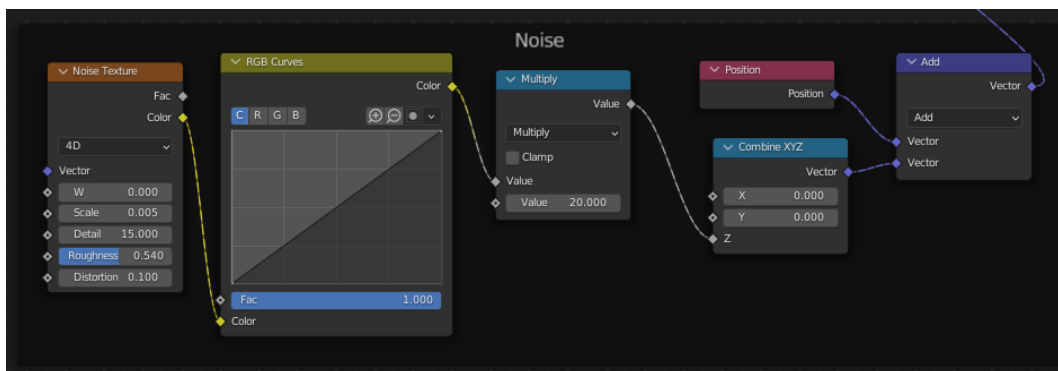 Noise
Noise Texture
Fac
Color
4D
Vector
W 0.000
Scale 0.005
Detail 15.000
Roughness 0.540
Distortion 0.100
RGB Curves
Color
C R G B
Fac 1.000
Color
Multiply
Value
Multiply
Clamp
Value
Value 20.000
Position
Position
Combine XYZ
Vector
X 0.000
Y 0.000
Z
Add
Vector
Add
Vector
Vector